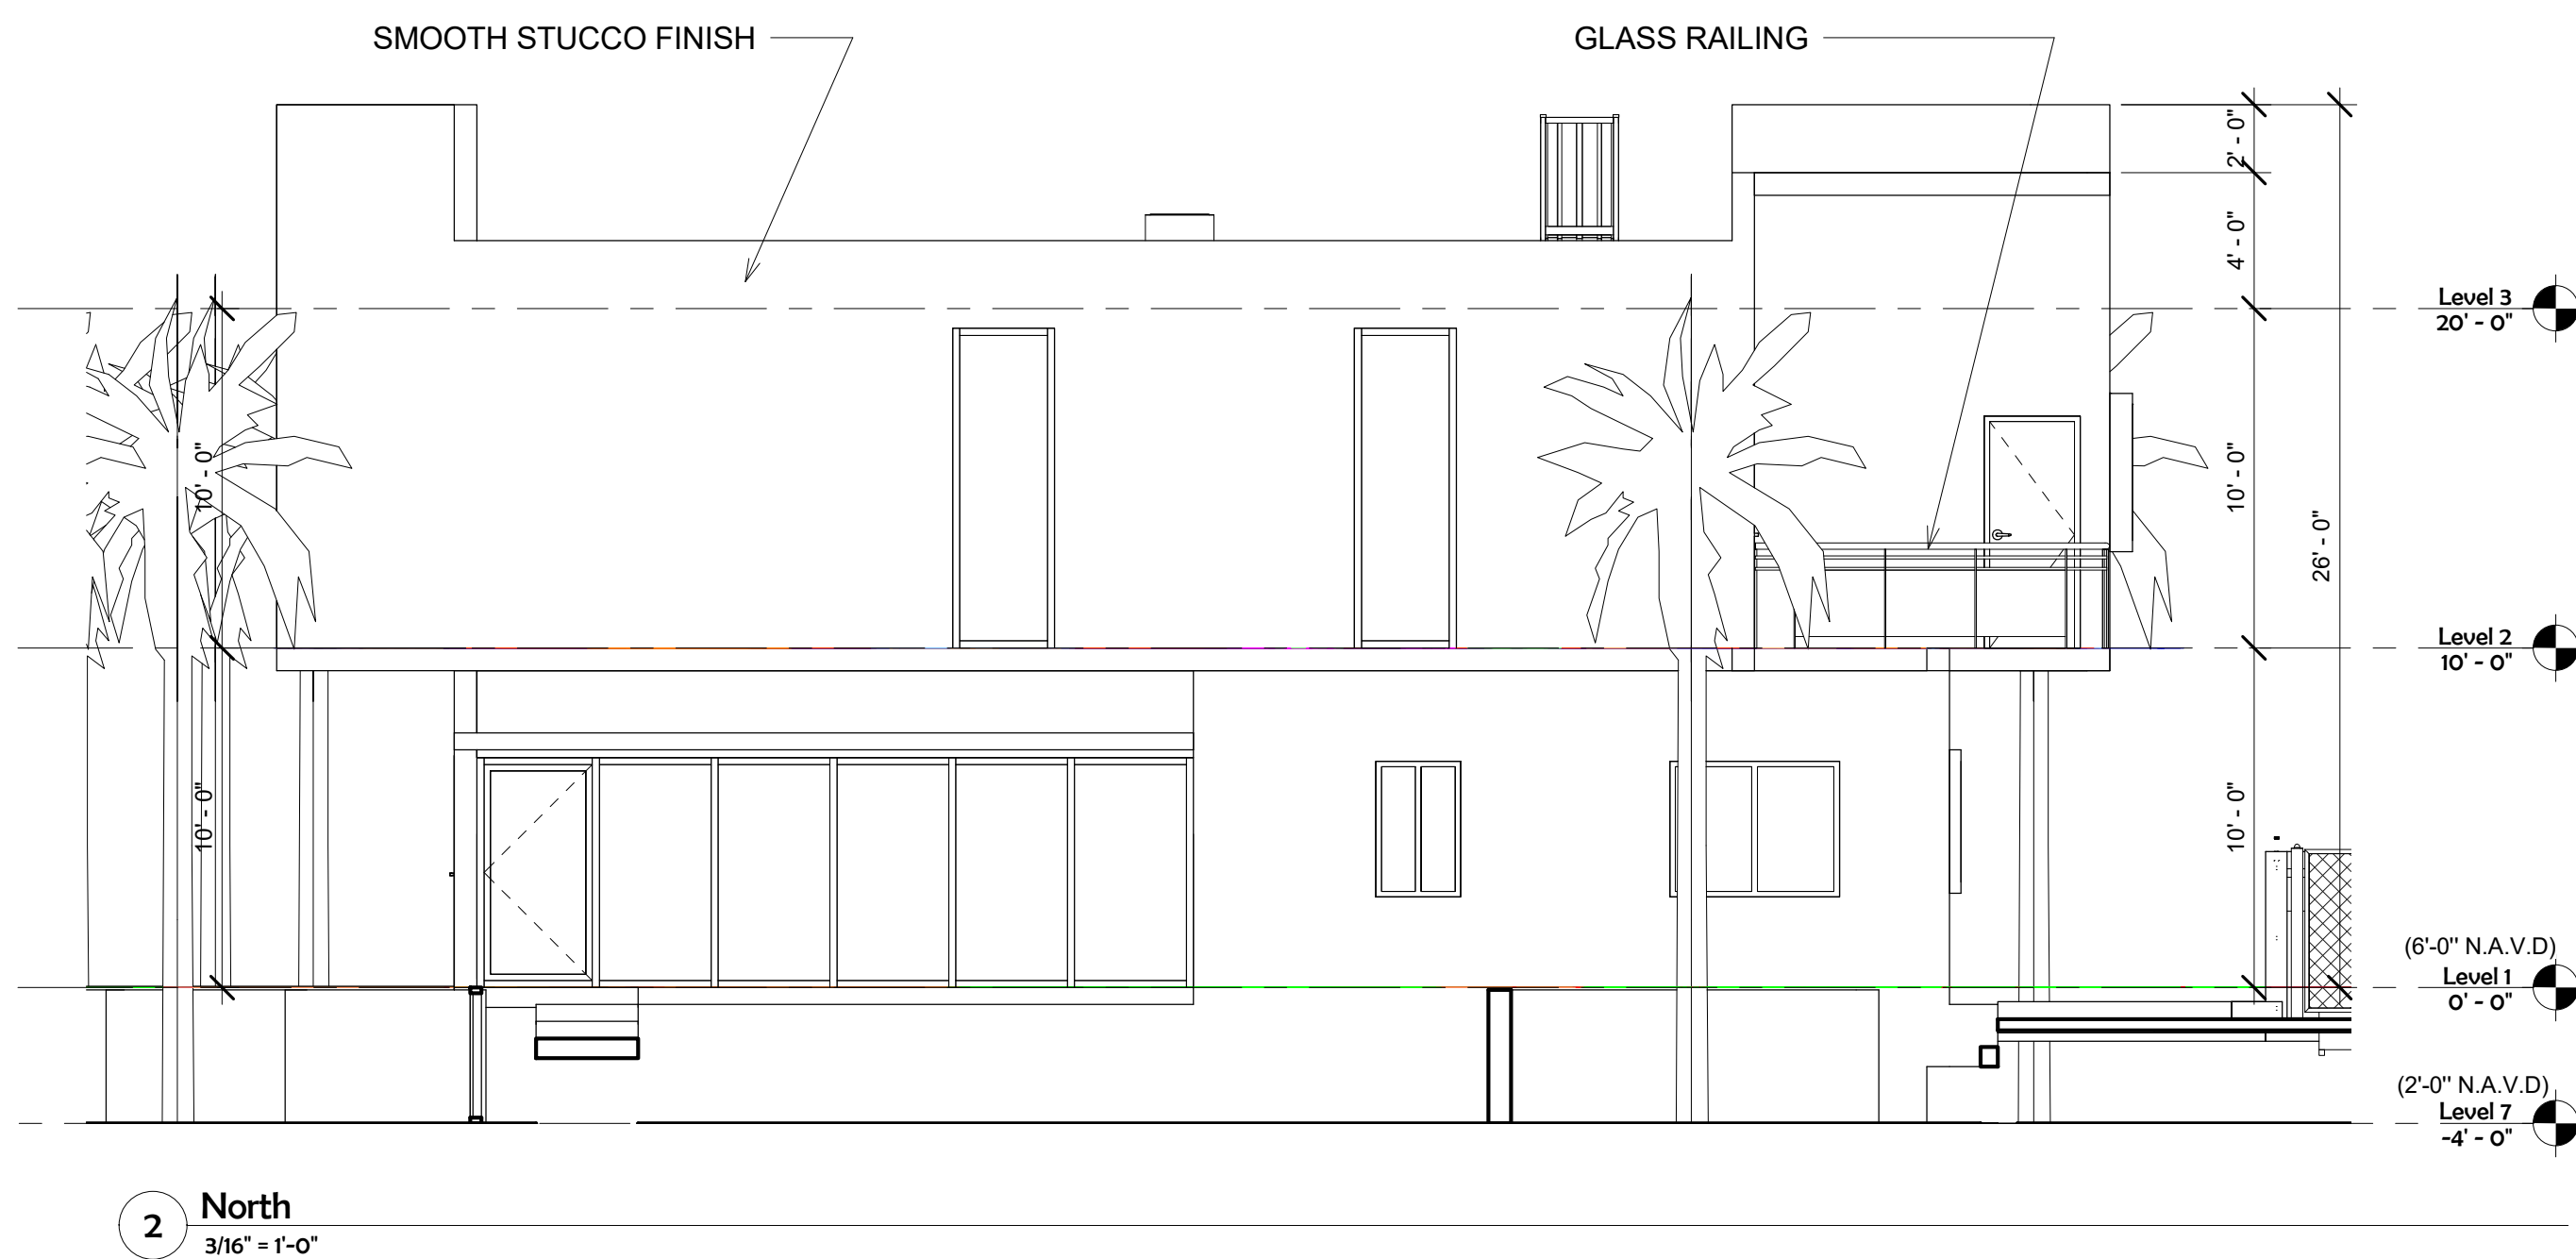 SMOOTH STUCCO FINISH
GLASS RAILING
2' - 0"
4' - 0"
Level 3
20' - 0"
10' - 0"
10' - 0"
26' - 0"
Level 2
10' - 0"
10' - 0"
10' - 0"
(6'-0" N.A.V.D)
Level 1
0' - 0"
(2'-0" N.A.V.D)
Level 7
-4' - 0"
2
North
3/16" = 1'-0"